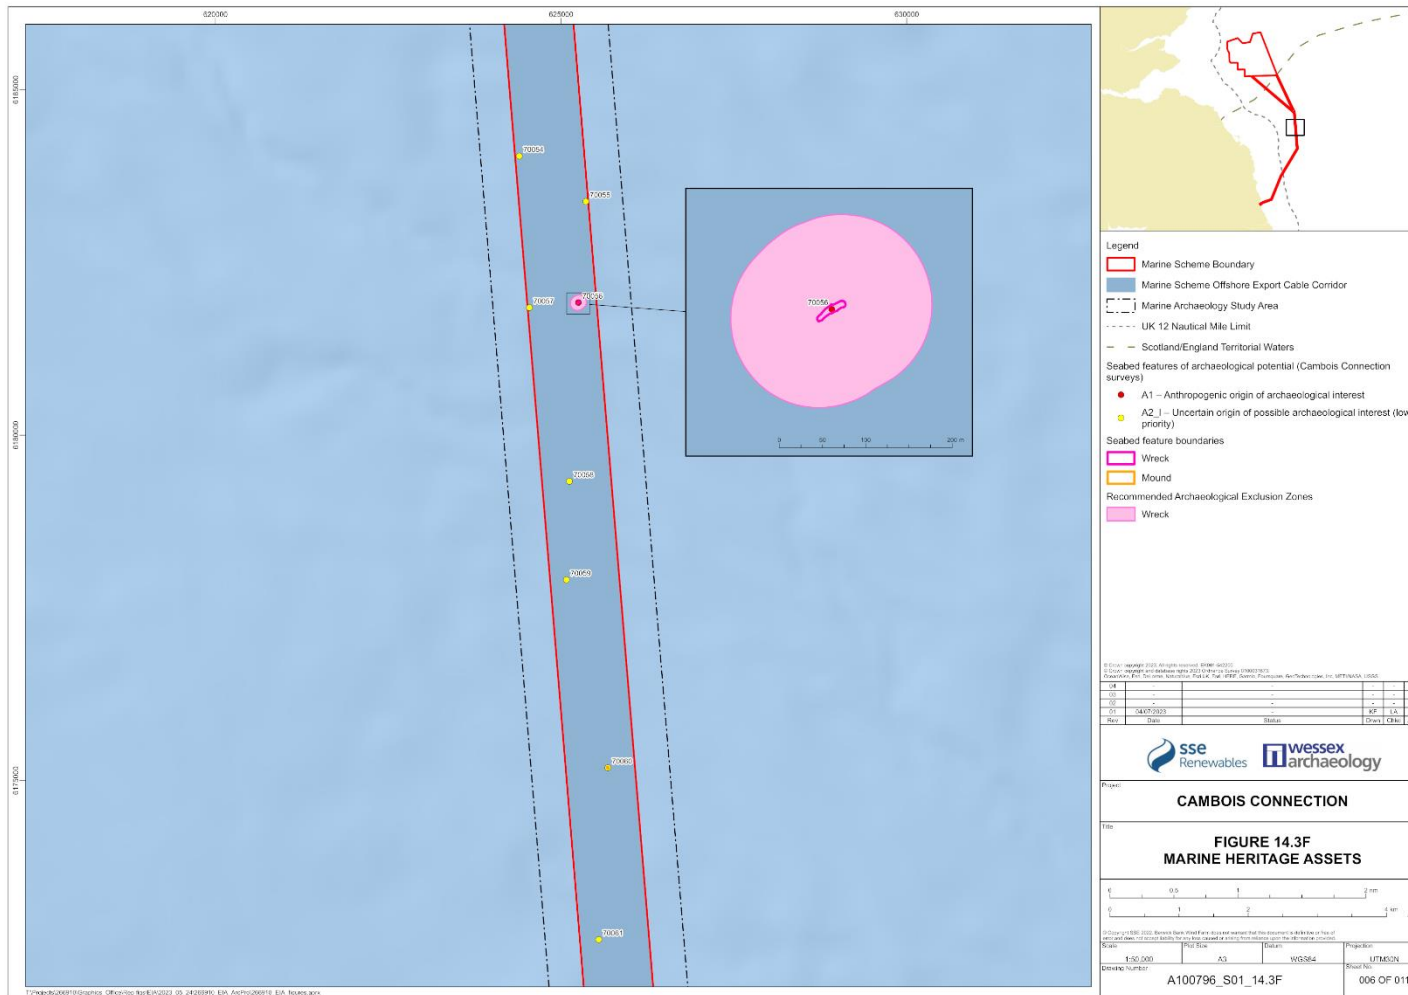 620000
625000
630000
6185000
6180000
6175000
70054
70055
70056
70057
70058
70059
70060
70061
70056
0 50 100 200 m
Legend
Marine Scheme Boundary
Marine Scheme Offshore Export Cable Corridor
Marine Archaeology Study Area
UK 12 Nautical Mile Limit
Scotland/England Territorial Waters
Seabed features of archaeological potential (Cambois Connection
surveys)
A1 – Anthropogenic origin of archaeological interest
A2_l – Uncertain origin of possible archaeological interest (low
priority)
Seabed feature boundaries
Wreck
Mound
Recommended Archaeological Exclusion Zones
Wreck
04 - - - -
03 - - - -
02 - - - -
01 04/07/2023 - KF LA
Rev Date Status Drwn Chkd
sse
Renewables
wessex
archaeology
Project
CAMBOIS CONNECTION
Title
FIGURE 14.3F
MARINE HERITAGE ASSETS
0 0.5 1 2 nm
0 1 2 4 km
Scale Plot Size Datum Projection
1:50,000 A3 WGS84 UTM30N
Drawing Number Sheet No.
A100796_S01_14.3F 006 OF 011